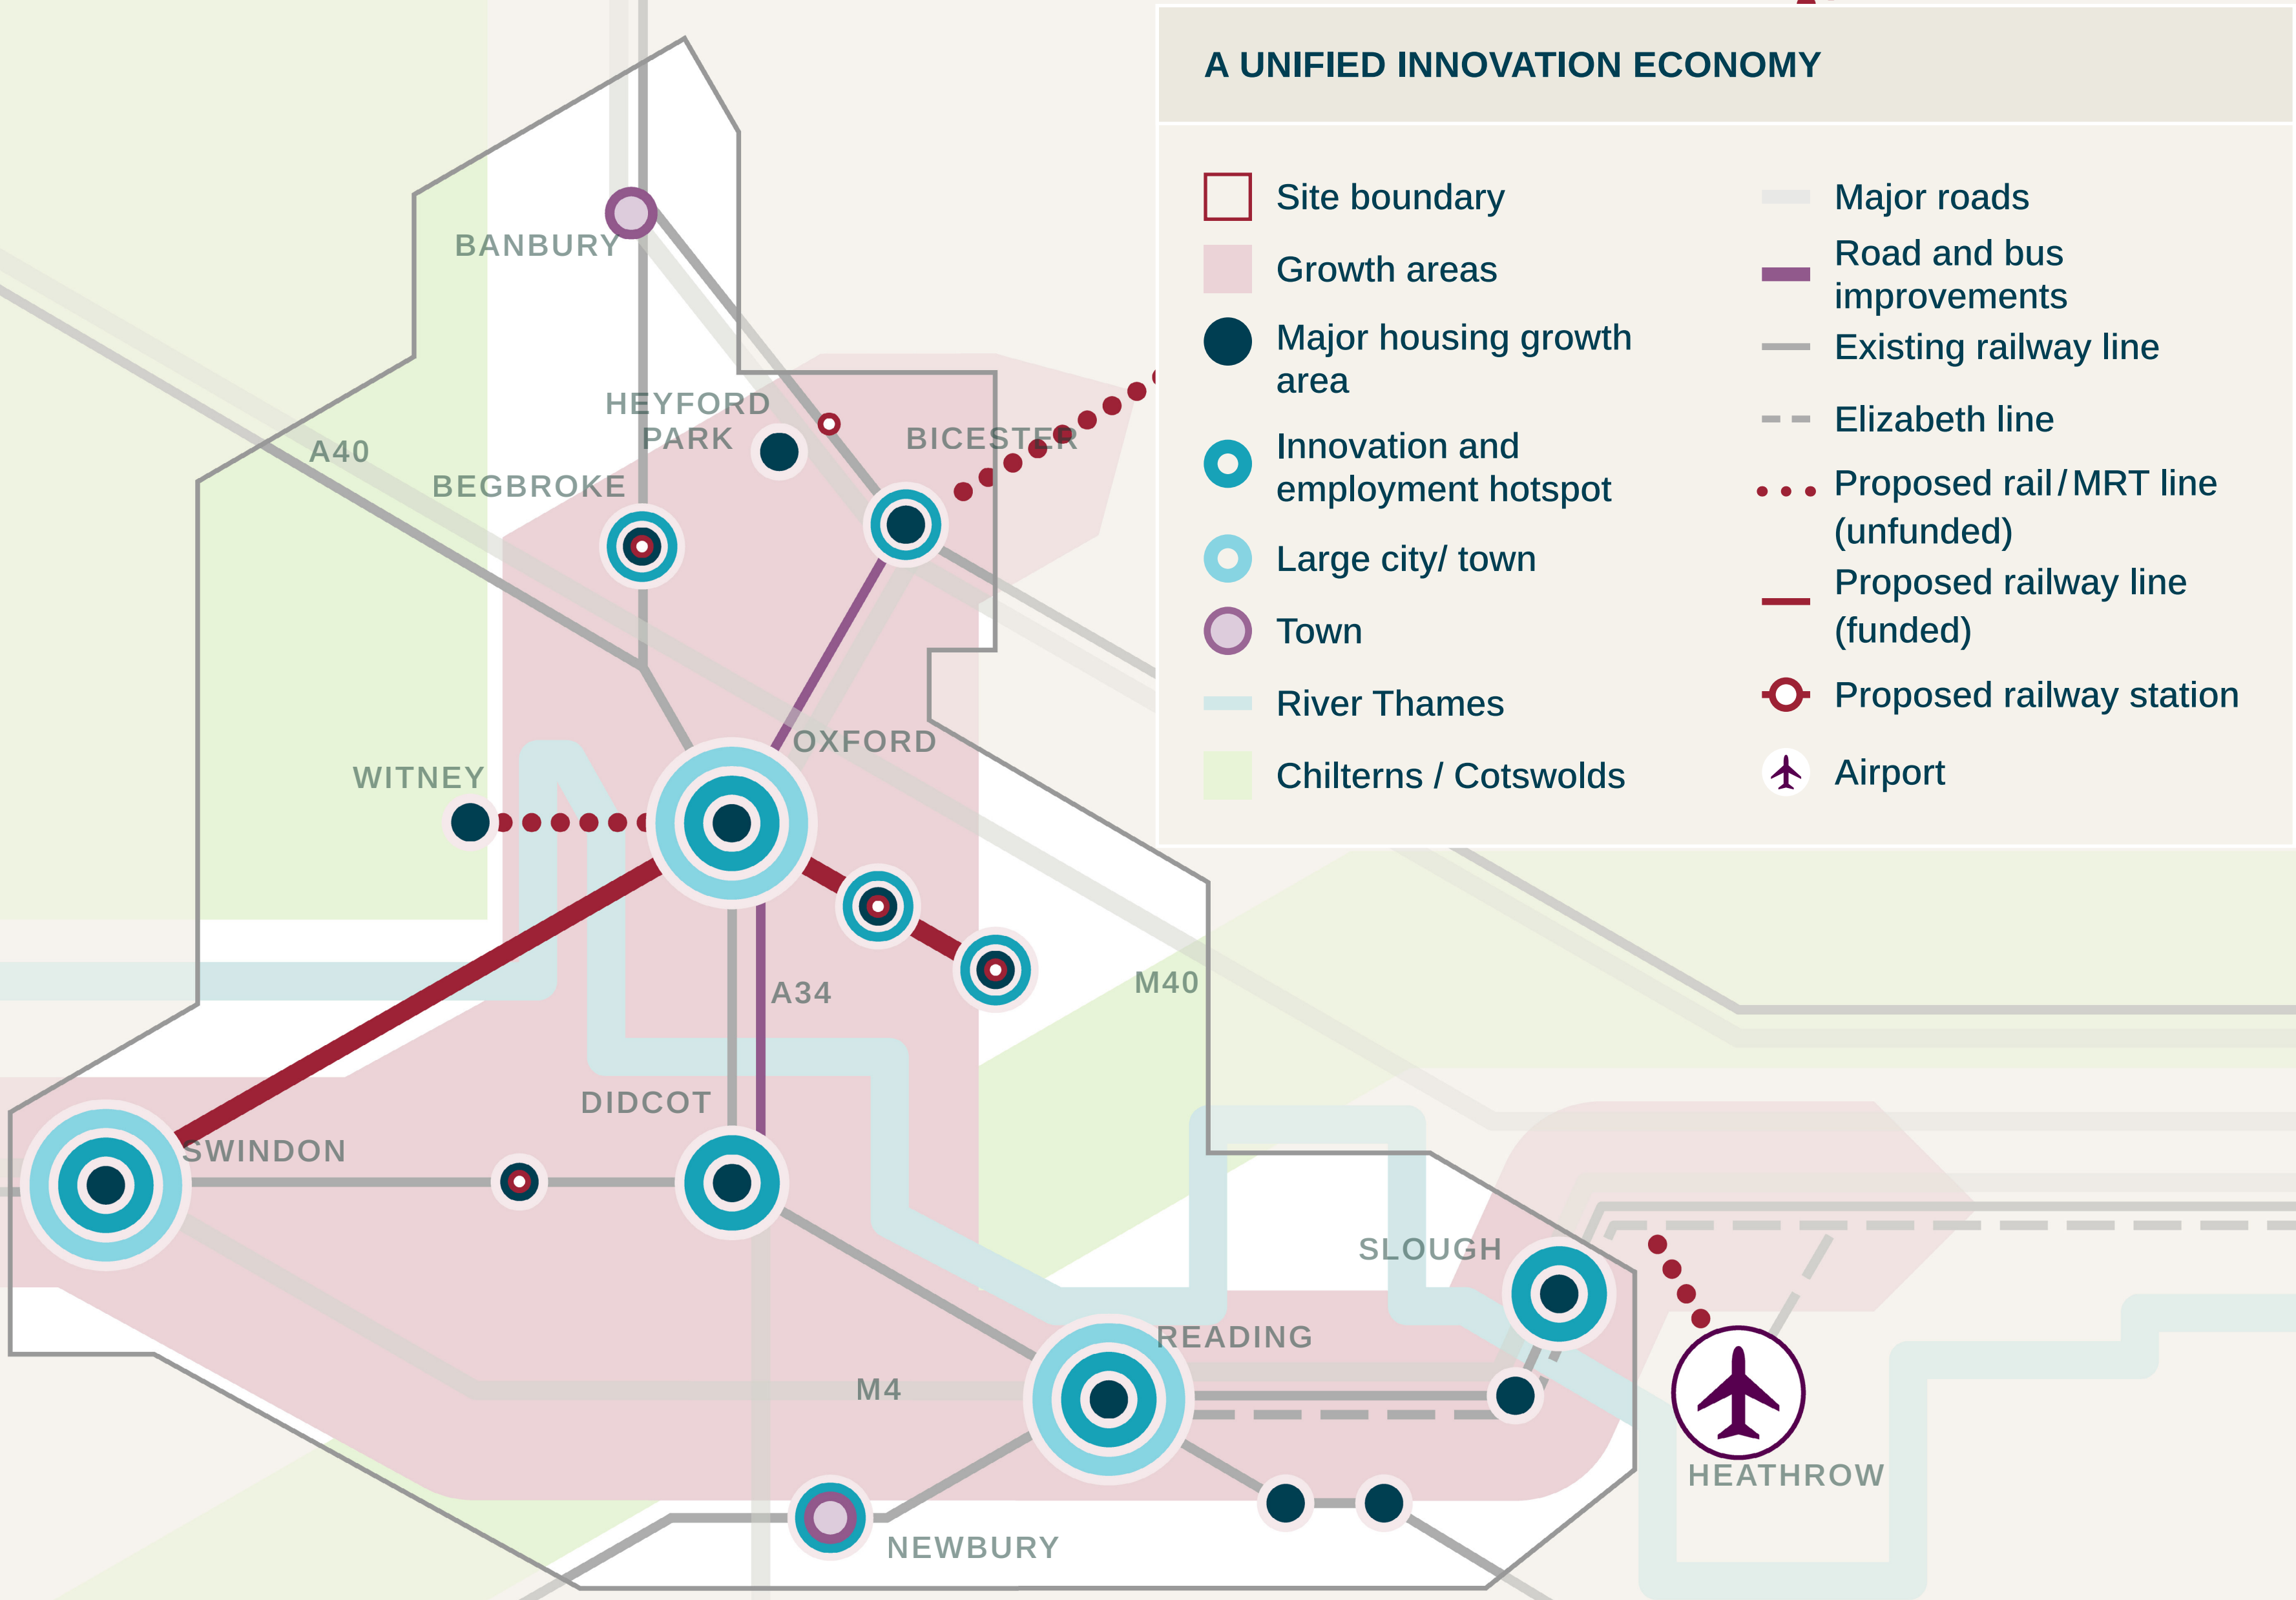 A UNIFIED INNOVATION ECONOMY
Site boundary
Growth areas
Major housing growth
area
Innovation and
employment hotspot
Large city/ town
Town
River Thames
Chilterns / Cotswolds
Major roads
Road and bus
improvements
Existing railway line
Elizabeth line
Proposed rail/MRT line
(unfunded)
Proposed railway line
(funded)
Proposed railway station
Airport
BANBURY
HEYFORD
PARK
BICESTER
A40
BEGBROKE
OXFORD
WITNEY
M40
A34
DIDCOT
SWINDON
SLOUGH
READING
M4
HEATHROW
NEWBURY